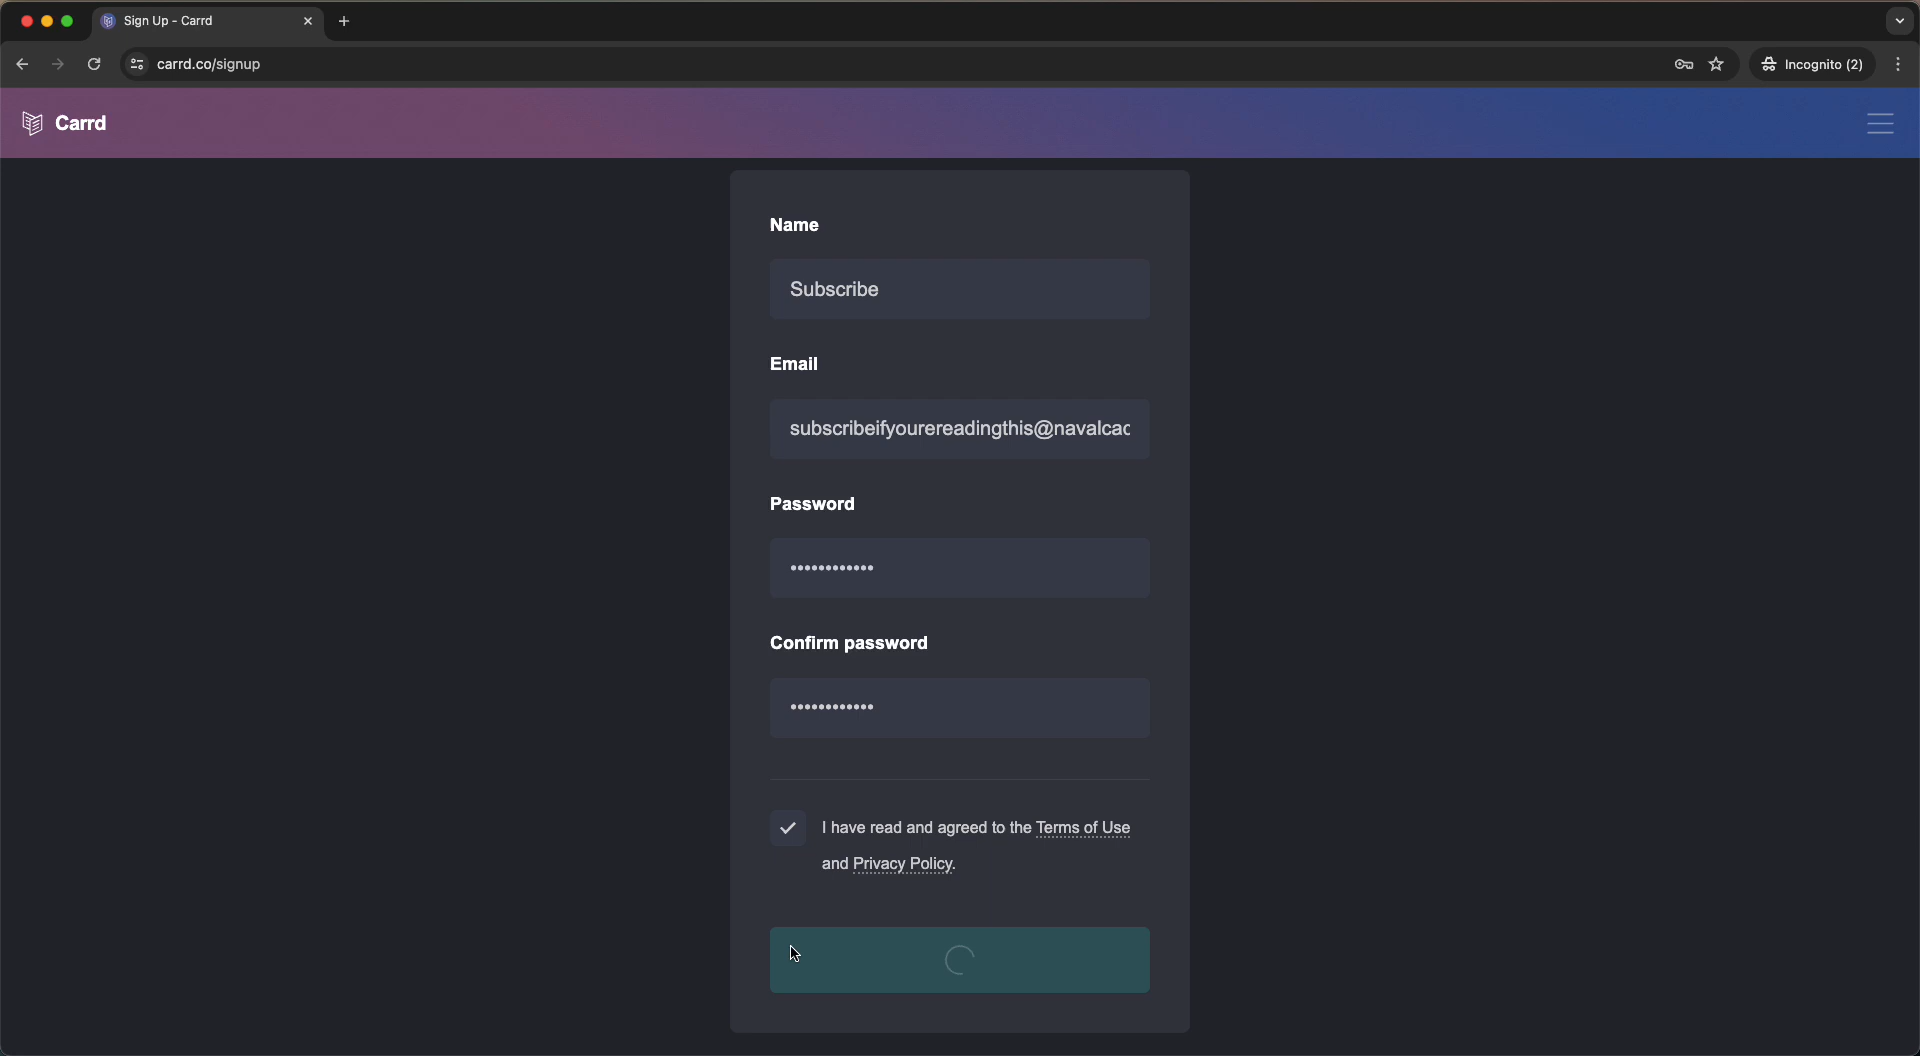 Sign Up - Carrd
carrd.co/signup
Incognito (2)
Carrd
Name
Subscribe
Email
subscribeifyourereadingthis@navalcac
Password
••••••••••••
Confirm password
••••••••••••
I have read and agreed to the Terms of Use
and Privacy Policy.